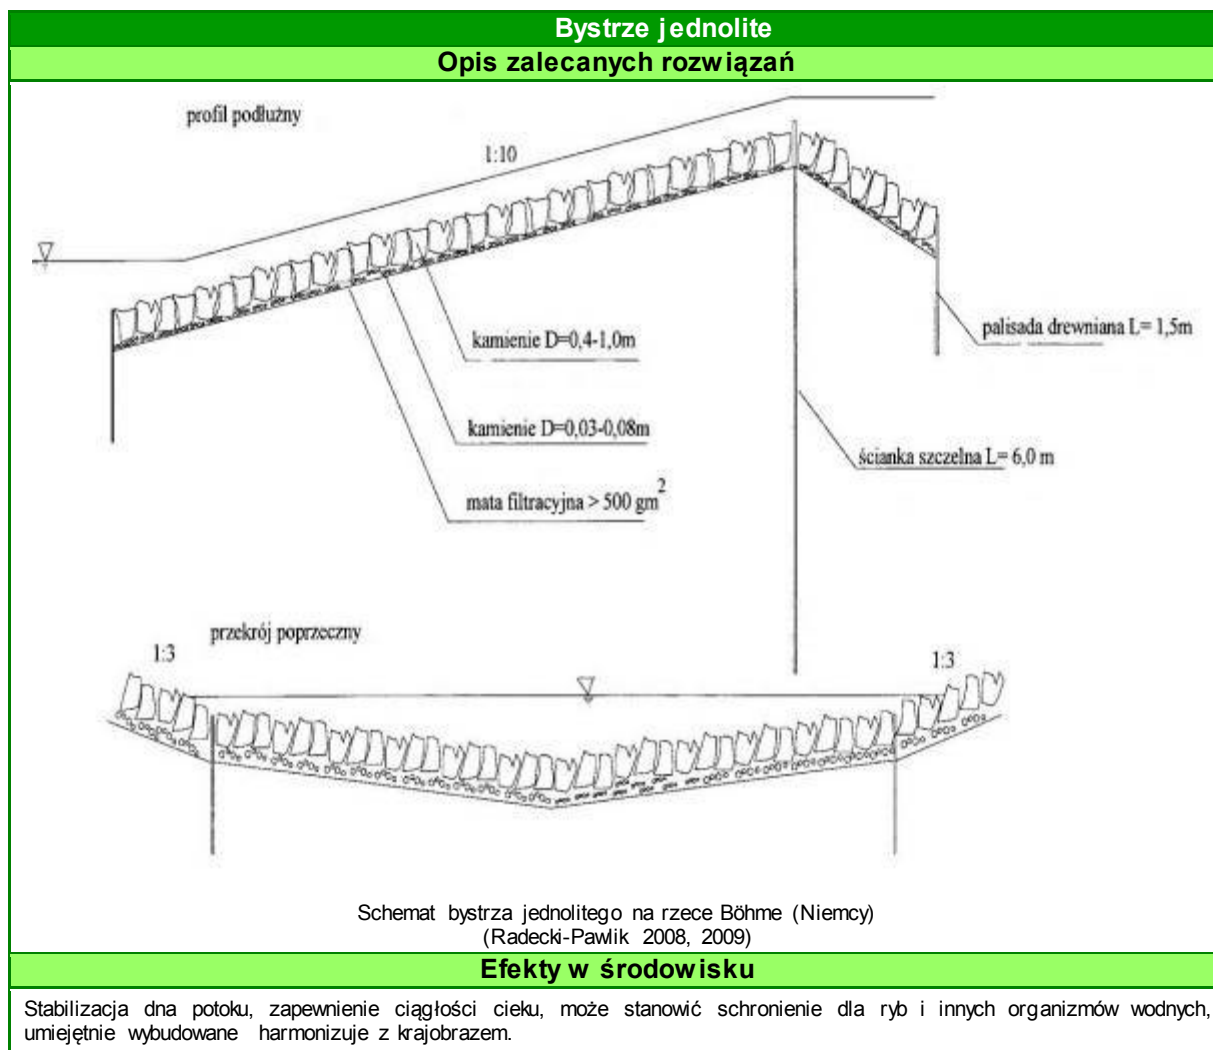 Bystrze jednolite
Opis zalecanych rozwiązań
profil podłużny
1:10
kamienie D=0,4-1,0m
palisada drewniana L= 1,5m
kamienie D=0,03-0,08m
ścianka szczelna L= 6,0 m
mata filtracyjna > 500 gm²
przekrój poprzeczny
1:3
1:3
Schemat bystrza jednolitego na rzece Böhme (Niemcy)
(Radecki-Pawlik 2008, 2009)
Efekty w środowisku
Stabilizacja dna potoku, zapewnienie ciągłości cieku, może stanowić schronienie dla ryb i innych organizmów wodnych,
umiejętnie wybudowane harmonizuje z krajobrazem.